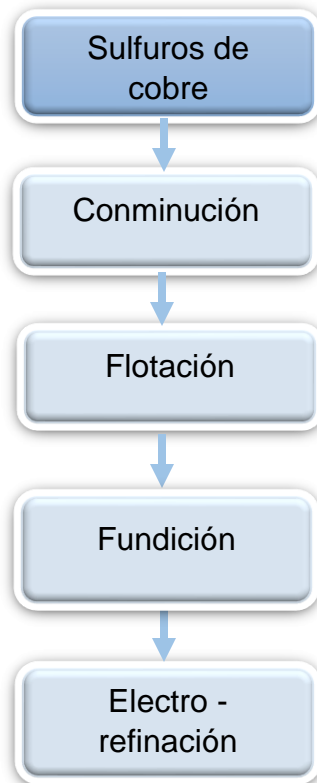 Sulfuros de
cobre
Conminución
Flotación
Fundición
Electro -
refinación